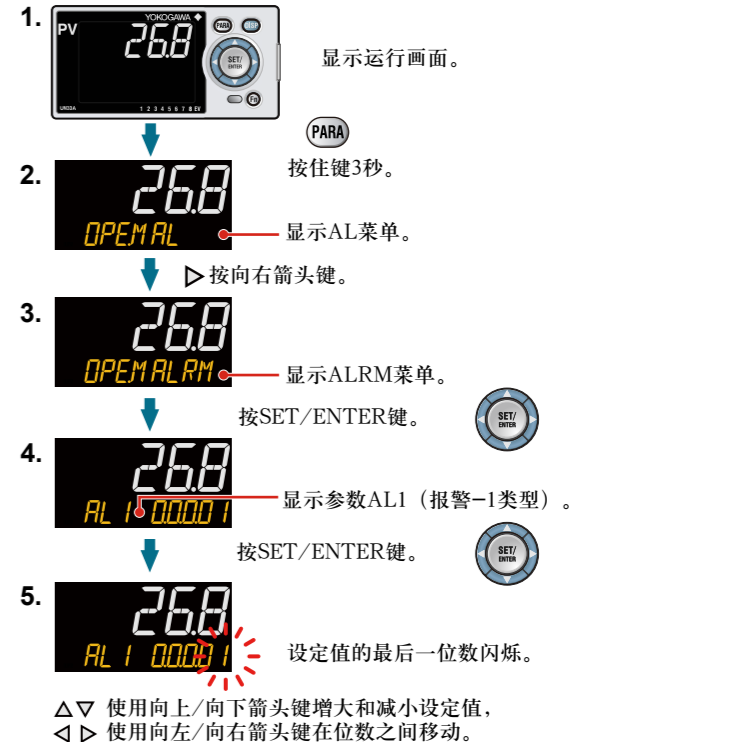 1.
YOKOGAWA
PV
26.8
PARA
DISP
SET/
ENTER
UM33A
1 2 3 4 5 6 7 8 EV
Fn
显示运行画面。
PARA
按住键3秒。
2.
26.8
OPE.M AL
显示AL菜单。
按向右箭头键。
3.
26.8
OPE.M ALRM
显示ALRM菜单。
按SET/ENTER键。
SET/
ENTER
4.
26.8
AL 1 0.0.0.0 1
显示参数AL1（报警-1类型）。
按SET/ENTER键。
SET/
ENTER
5.
26.8
AL 1 0.0.0.0 1
设定值的最后一位数闪烁。
△▽ 使用向上/向下箭头键增大和减小设定值，
◁ ▷ 使用向左/向右箭头键在位数之间移动。